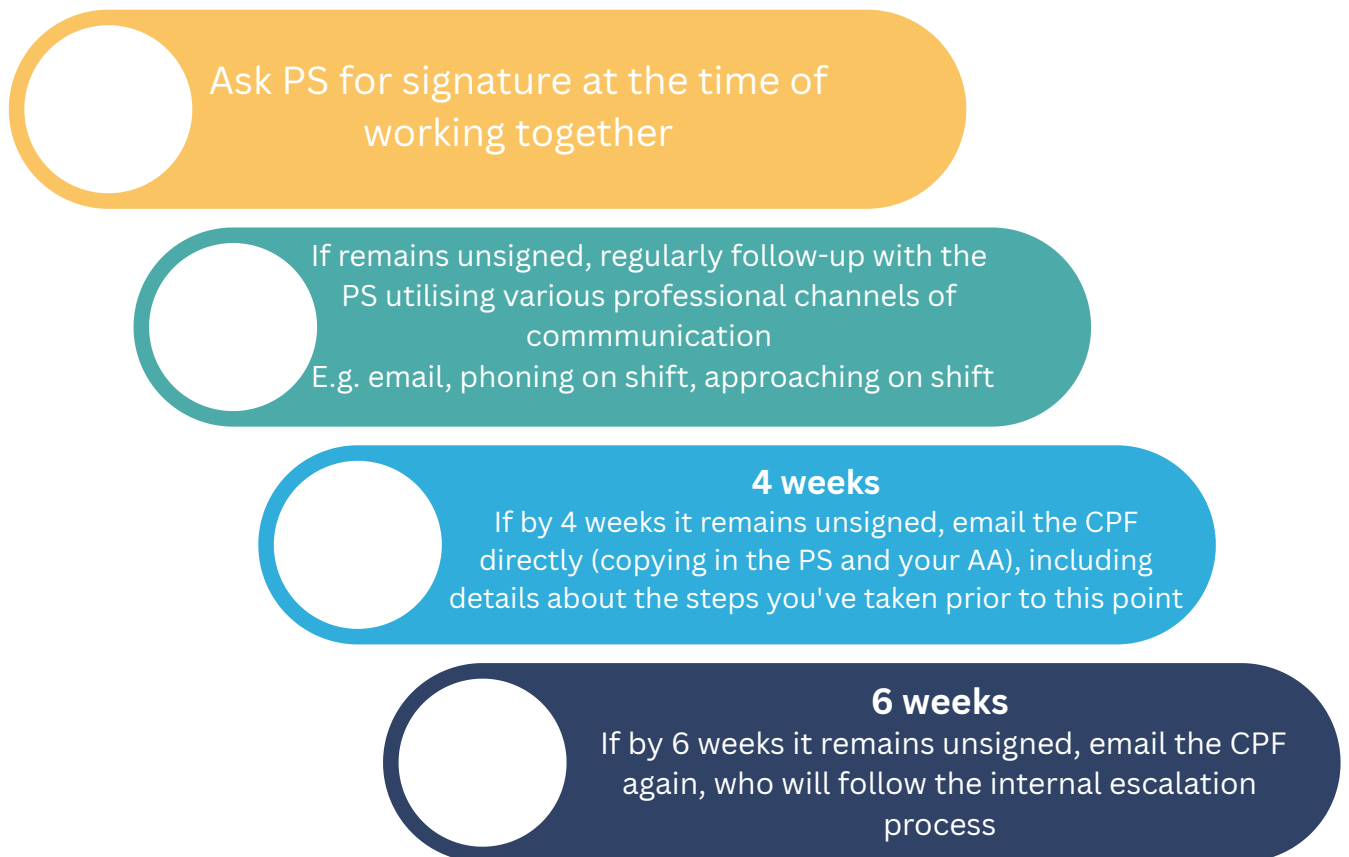 Ask PS for signature at the time of
working together
If remains unsigned, regularly follow-up with the
PS utilising various professional channels of
commmunication
E.g. email, phoning on shift, approaching on shift
4 weeks
If by 4 weeks it remains unsigned, email the CPF
directly (copying in the PS and your AA), including
details about the steps you've taken prior to this point
6 weeks
If by 6 weeks it remains unsigned, email the CPF
again, who will follow the internal escalation
process